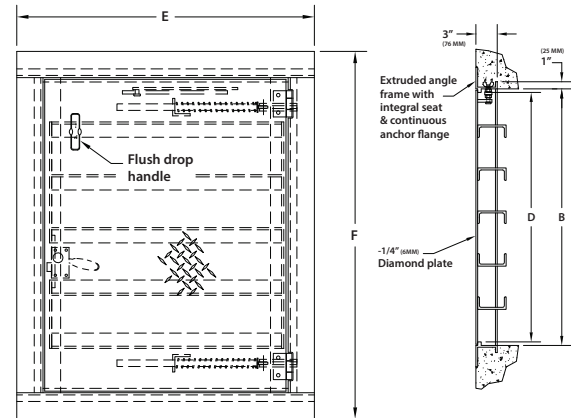 E
F
Flush drop
handle
3"
(76 MM)
(25 MM)
1"
Extruded angle
frame with
integral seat
& continuous
anchor flange
D
B
-1/4" (6MM)
Diamond plate